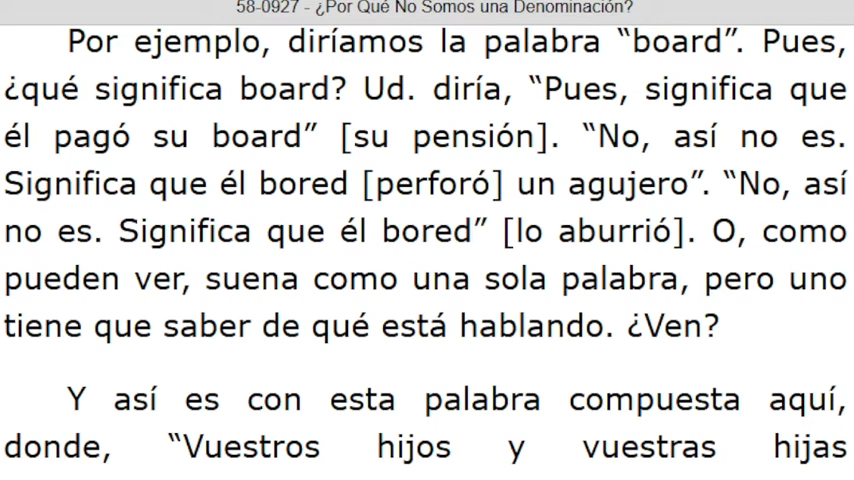 58-0927 - ¿Por Qué No Somos una Denominación?
Por ejemplo, diríamos la palabra “board”. Pues,
¿qué significa board? Ud. diría, “Pues, significa que
él pagó su board” [su pensión]. “No, así no es.
Significa que él bored [perforó] un agujero”. “No, así
no es. Significa que él bored” [lo aburrió]. O, como
pueden ver, suena como una sola palabra, pero uno
tiene que saber de qué está hablando. ¿Ven?
Y así es con esta palabra compuesta aquí,
donde, “Vuestros hijos y vuestras hijas